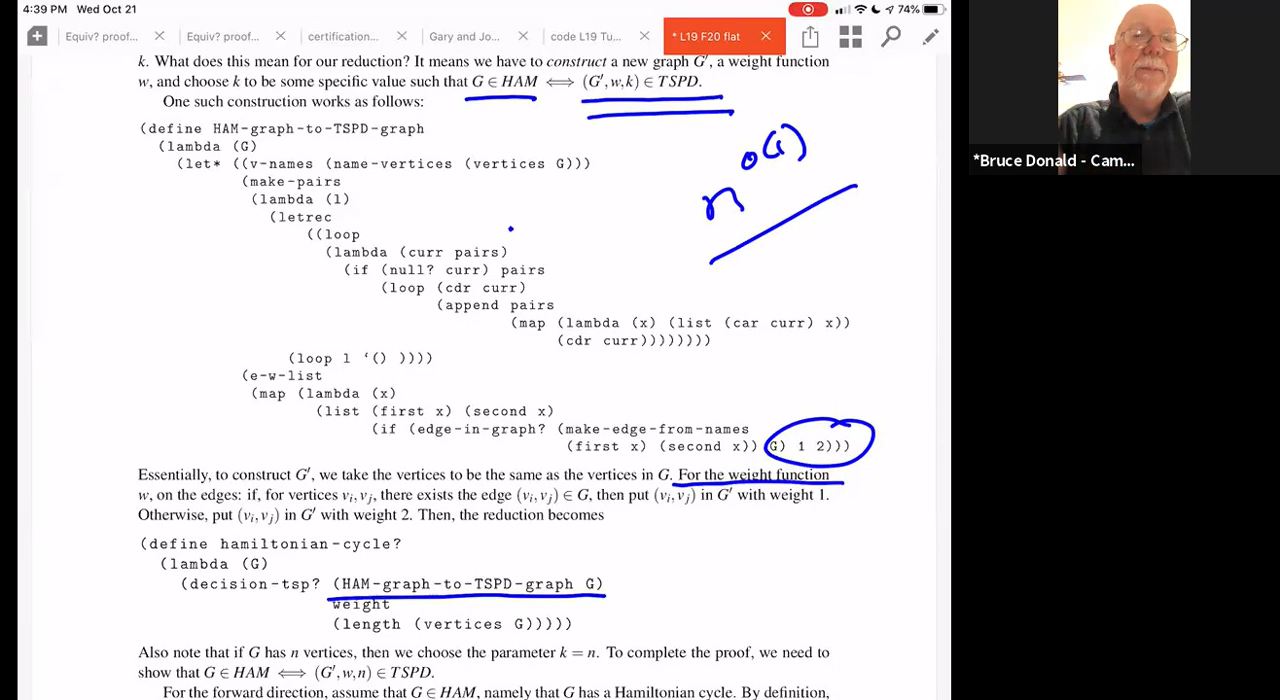 4:39 PM Wed Oct 21
74%
Equiv? proof...
Equiv? proof...
certification...
Gary and Jo...
code L19 Tu...
* L19 F20 flat
k. What does this mean for our reduction? It means we have to construct a new graph G′, a weight function
w, and choose k to be some specific value such that G ∈ HAM ⟺ (G′,w,k) ∈ TSPD.
One such construction works as follows:
(define HAM-graph-to-TSPD-graph
(lambda (G)
(let* ((v-names (name-vertices (vertices G)))
(make-pairs
(lambda (l)
(letrec
((loop
(lambda (curr pairs)
(if (null? curr) pairs
(loop (cdr curr)
(append pairs
(map (lambda (x) (list (car curr) x))
(cdr curr))))))))
(loop l ‘() ))))
(e-w-list
(map (lambda (x)
(list (first x) (second x)
(if (edge-in-graph? (make-edge-from-names
(first x) (second x)) G) 1 2)))
n^O(1)
Essentially, to construct G′, we take the vertices to be the same as the vertices in G. For the weight function
w, on the edges: if, for vertices vᵢ,vⱼ, there exists the edge (vᵢ,vⱼ) ∈ G, then put (vᵢ,vⱼ) in G′ with weight 1.
Otherwise, put (vᵢ,vⱼ) in G′ with weight 2. Then, the reduction becomes
(define hamiltonian-cycle?
(lambda (G)
(decision-tsp? (HAM-graph-to-TSPD-graph G)
weight
(length (vertices G)))))
Also note that if G has n vertices, then we choose the parameter k = n. To complete the proof, we need to
show that G ∈ HAM ⟺ (G′,w,n) ∈ TSPD.
For the forward direction, assume that G ∈ HAM, namely that G has a Hamiltonian cycle. By definition,
*Bruce Donald - Cam...